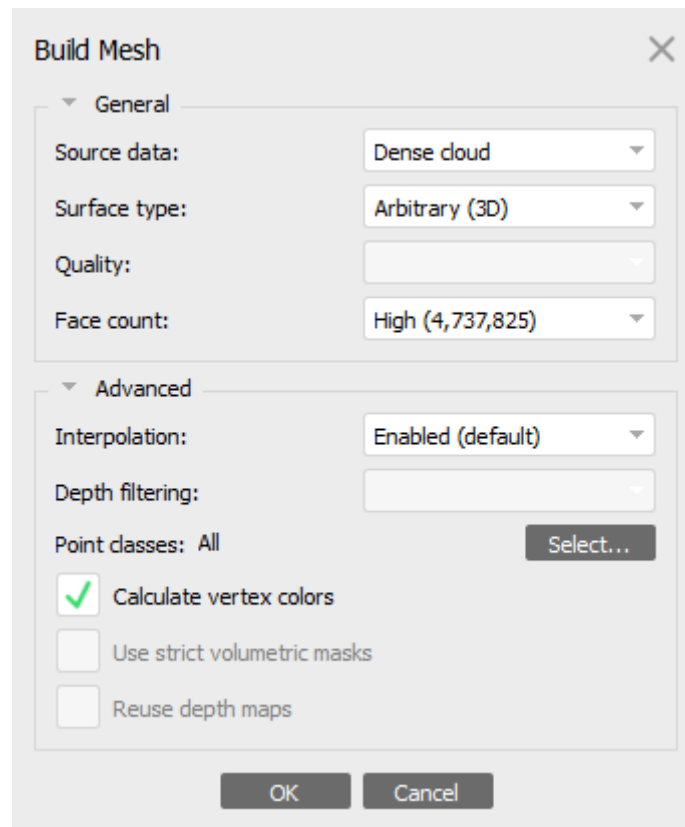 Build Mesh
General
Source data: Dense cloud
Surface type: Arbitrary (3D)
Quality:
Face count: High (4,737,825)
Advanced
Interpolation: Enabled (default)
Depth filtering:
Point classes: All Select...
Calculate vertex colors
Use strict volumetric masks
Reuse depth maps
OK Cancel